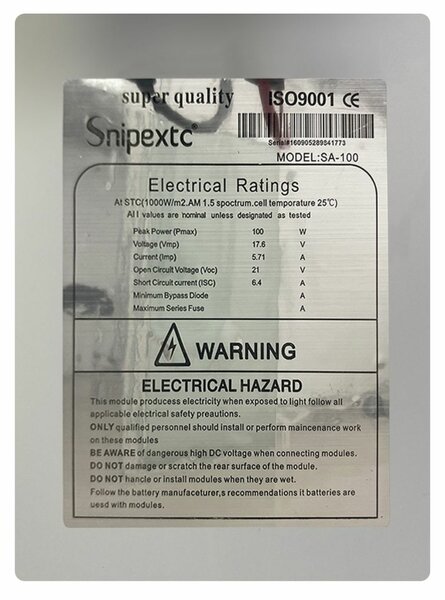 super quality ISO9001 CE
Snipextc®
Serial#160905289841773
MODEL:SA-100
Electrical Ratings
At STC(1000W/m2.AM 1.5 spoctrum.cell temporature 25℃)
All values are nominal unless designated as tested
Peak Power (Pmax) 100 W
Voltage (Vmp) 17.6 V
Current (Imp) 5.71 A
Open Circuit Voltage (Voc) 21 V
Short Circuit current (ISC) 6.4 A
Minimum Bypass Diode A
Maximum Series Fuse A
WARNING
ELECTRICAL HAZARD
This module produces electricity when exposed to light follow all
applicable electrical safety preautions.
ONLY qualified personnel should install or perform maincenance work
on these modules
BE AWARE of dangerous high DC voltage when connecting modules.
DO NOT damage or scratch the rear surface of the module.
DO NOT hancle or install modules when they are wet.
Follow the battery manufaceturer,s recommendations it batteries are
uesd with modules.